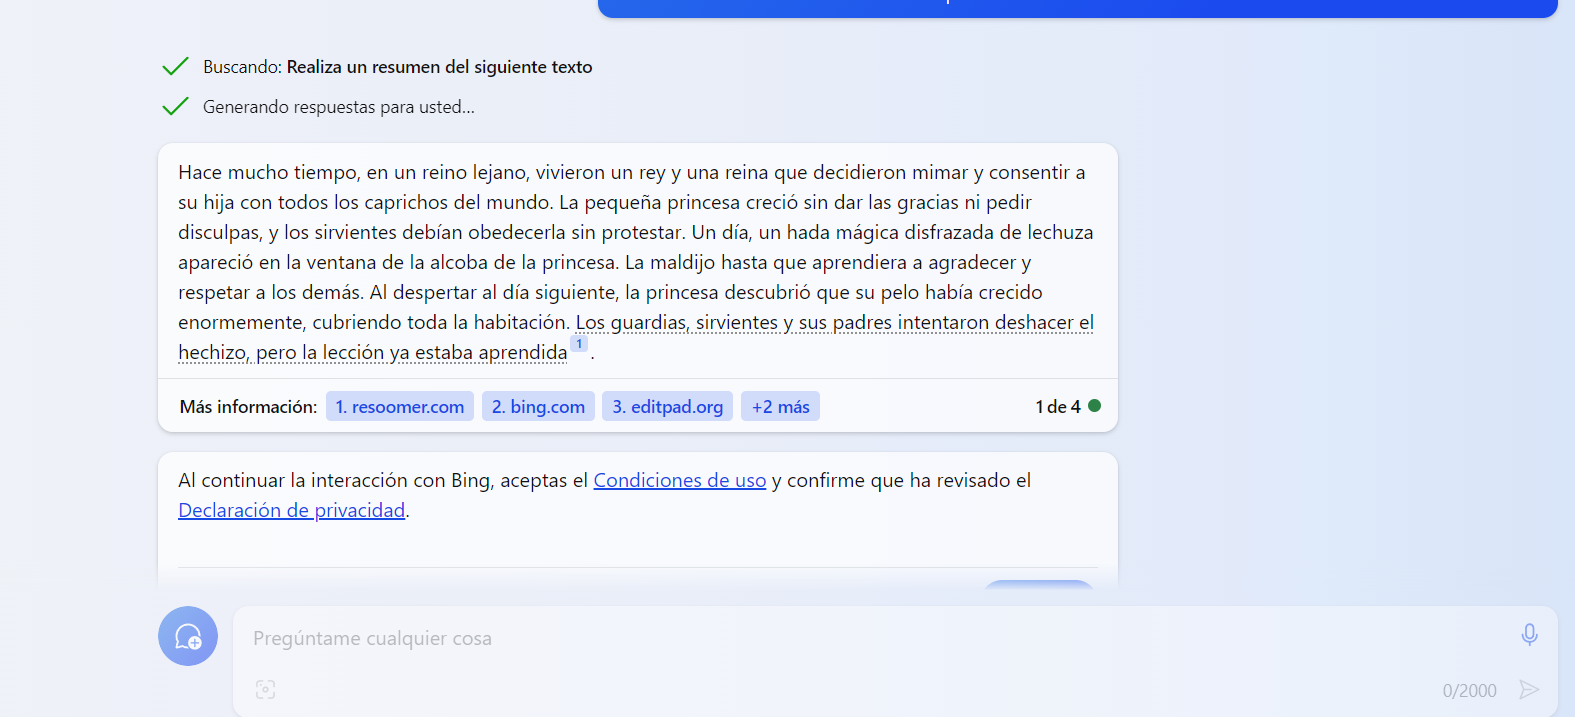 Buscando: Realiza un resumen del siguiente texto
Generando respuestas para usted...
Hace mucho tiempo, en un reino lejano, vivieron un rey y una reina que decidieron mimar y consentir a
su hija con todos los caprichos del mundo. La pequeña princesa creció sin dar las gracias ni pedir
disculpas, y los sirvientes debían obedecerla sin protestar. Un día, un hada mágica disfrazada de lechuza
apareció en la ventana de la alcoba de la princesa. La maldijo hasta que aprendiera a agradecer y
respetar a los demás. Al despertar al día siguiente, la princesa descubrió que su pelo había crecido
enormemente, cubriendo toda la habitación. Los guardias, sirvientes y sus padres intentaron deshacer el
hechizo, pero la lección ya estaba aprendida 1 .
Más información: 1. resoomer.com 2. bing.com 3. editpad.org +2 más 1 de 4
Al continuar la interacción con Bing, aceptas el Condiciones de uso y confirme que ha revisado el
Declaración de privacidad.
Pregúntame cualquier cosa
0/2000